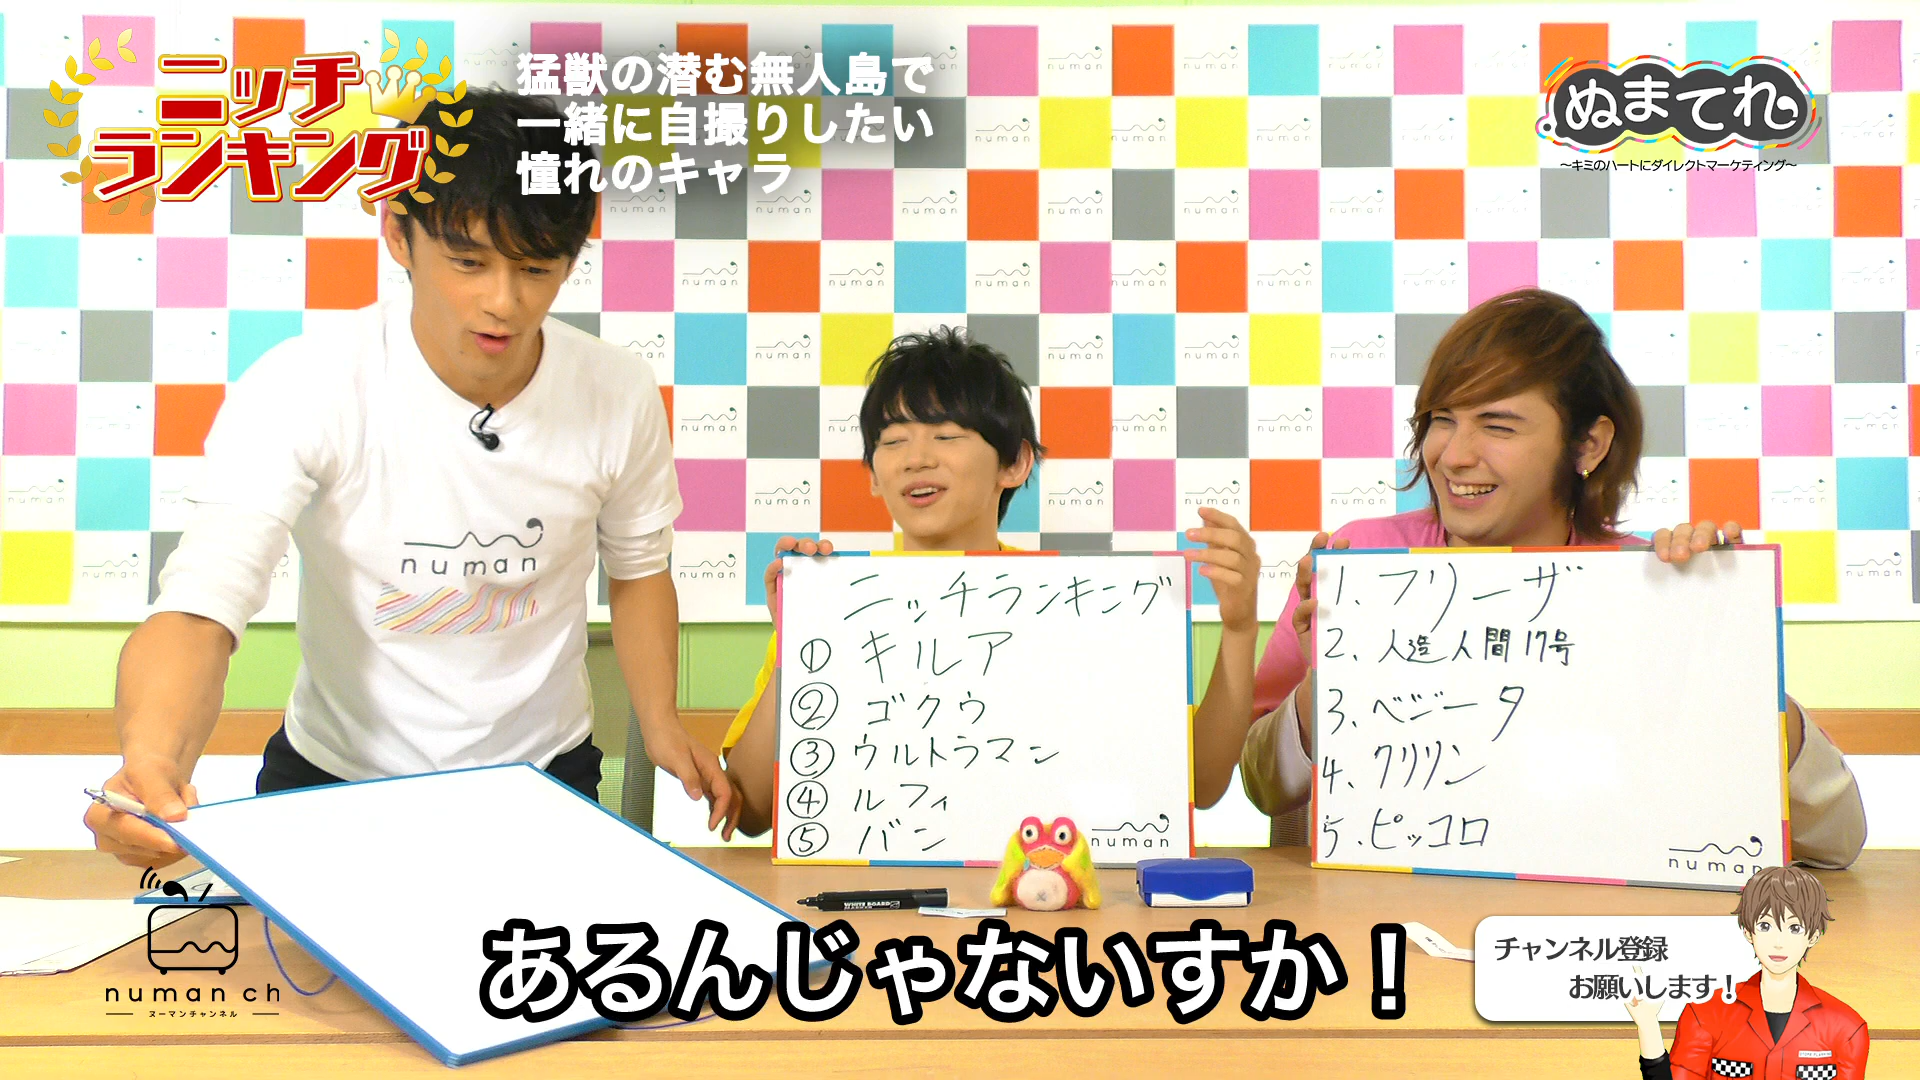 ニッチ
ランキング
猛獣の潜む無人島で
一緒に自撮りしたい
憧れのキャラ
ぬまてれ
〜キミのハートにダイレクトマーケティング〜
numan
ニッチランキング
① キルア
② ゴクウ
③ ウルトラマン
④ ルフィ
⑤ バン
numan
1. フリーザ
2. 人造人間17号
3. ベジータ
4. クリリン
5. ピッコロ
numan
WHITE BOARD
MARKER
あるんじゃないすか！
numan ch
ヌーマンチャンネル
チャンネル登録
お願いします！